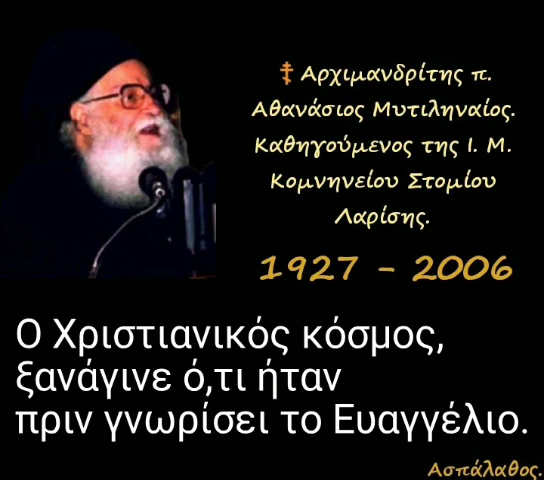 ☦ Αρχιμανδρίτης π.
Αθανάσιος Μυτιληναίος.
Καθηγούμενος της Ι. Μ.
Κομνηνείου Στομίου
Λαρίσης.
1927 - 2006
Ο Χριστιανικός κόσμος,
ξανάγινε ό,τι ήταν
πριν γνωρίσει το Ευαγγέλιο.
Ασπάλαθος.